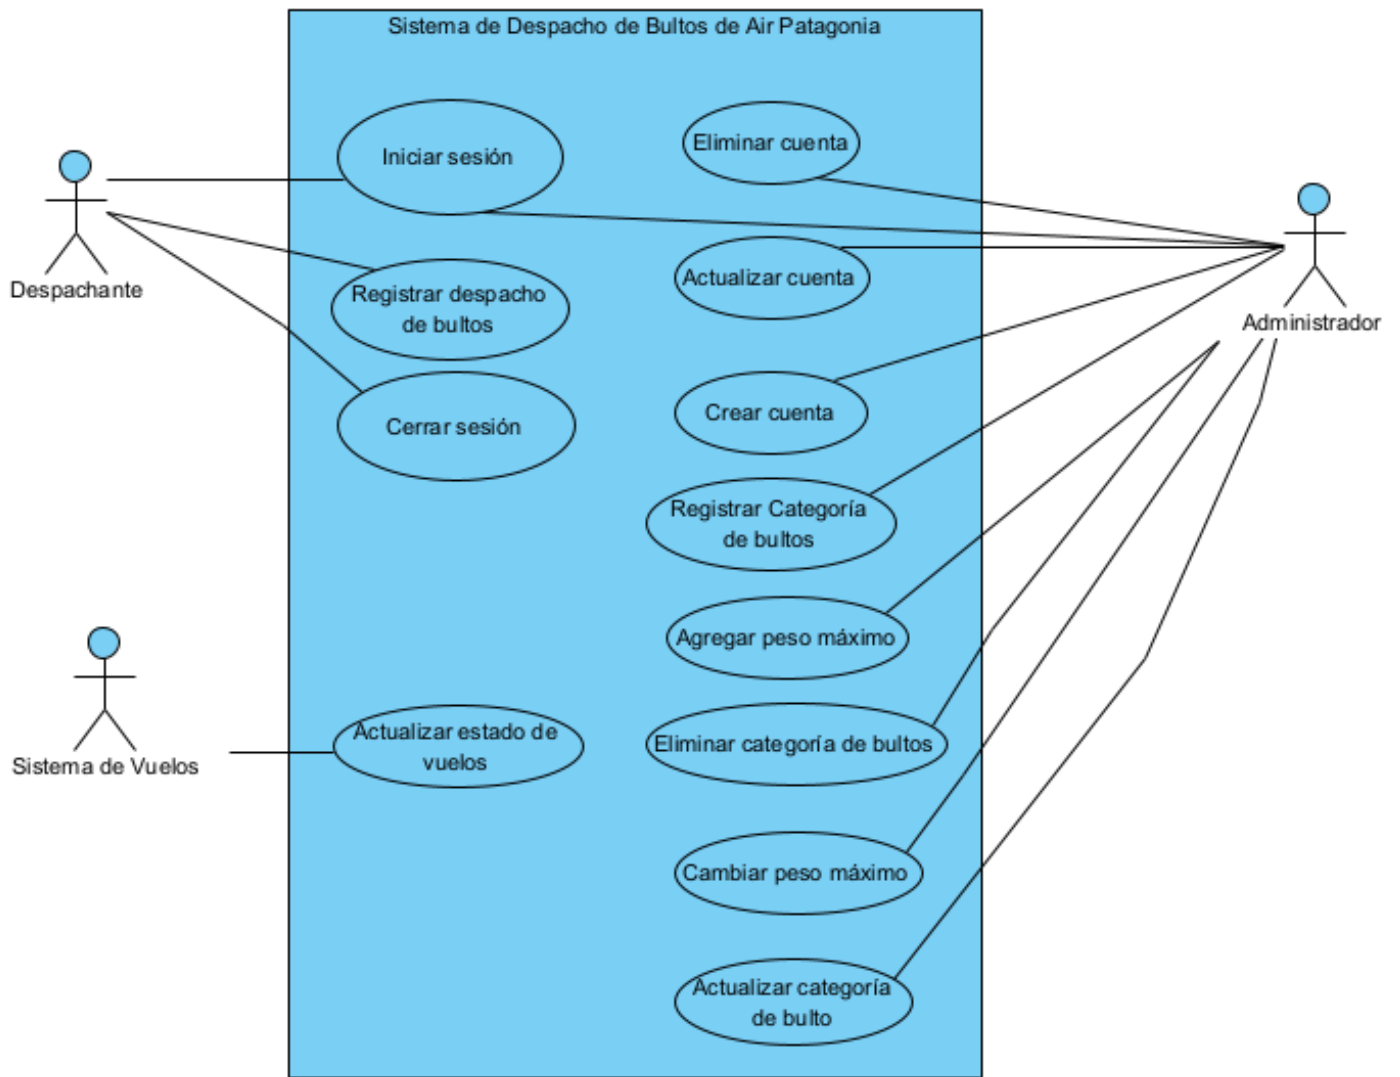 Sistema de Despacho de Bultos de Air Patagonia
Iniciar sesión
Eliminar cuenta
Despachante
Registrar despacho
de bultos
Actualizar cuenta
Administrador
Cerrar sesión
Crear cuenta
Registrar Categoría
de bultos
Agregar peso máximo
Sistema de Vuelos
Actualizar estado de
vuelos
Eliminar categoría de bultos
Cambiar peso máximo
Actualizar categoría
de bulto